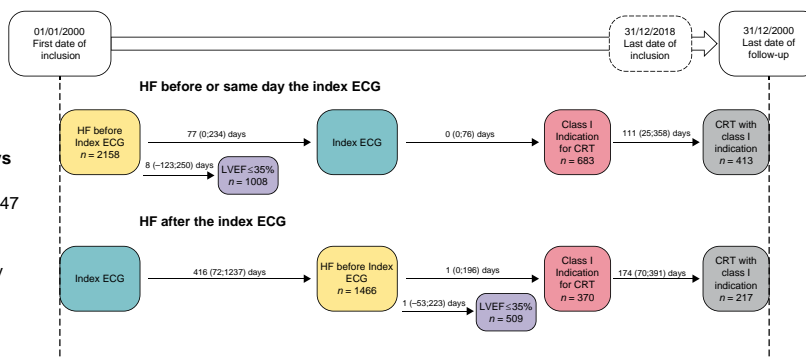 01/01/2000
First date of
inclusion
31/12/2018
Last date of
inclusion
31/12/2000
Last date of
follow-up
HF before or same day the index ECG
HF before
Index ECG
n = 2158
77 (0;234) days
8 (–123;250) days
LVEF≤35%
n = 1008
Index ECG
0 (0;76) days
Class I
Indication
for CRT
n = 683
111 (25;358) days
CRT with
class I
indication
n = 413
47
HF after the index ECG
Index ECG
416 (72;1237) days
HF before Index
ECG
n = 1466
1 (0;196) days
1 (–53;223) days
LVEF≤35%
n = 509
Class I
Indication
for CRT
n = 370
174 (70;391) days
CRT with
class I
indication
n = 217